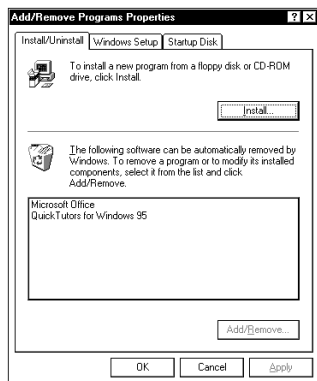 Add/Remove Programs Properties
Install/Uninstall Windows Setup Startup Disk
To install a new program from a floppy disk or CD-ROM
drive, click Install.
Install...
The following software can be automatically removed by
Windows. To remove a program or to modify its installed
components, select it from the list and click
Add/Remove.
Microsoft Office
QuickTutors for Windows 95
Add/Remove...
OK Cancel Apply